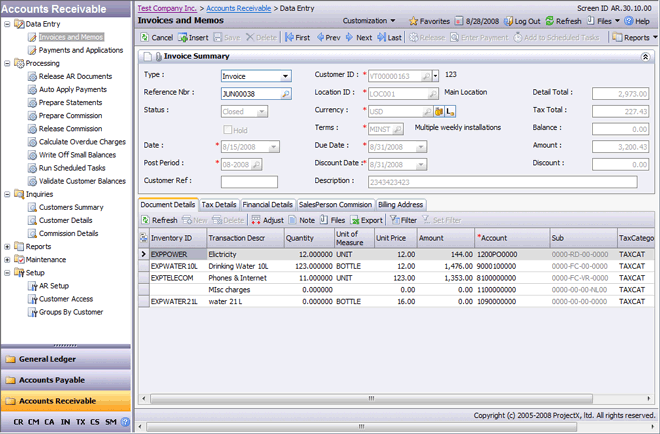 Accounts Receivable
Data Entry
Invoices and Memos
Payments and Applications
Processing
Release AR Documents
Auto Apply Payments
Prepare Statements
Prepare Commission
Release Commission
Calculate Overdue Charges
Write Off Small Balances
Run Scheduled Tasks
Validate Customer Balances
Inquiries
Customers Summary
Customer Details
Commission Details
Reports
Maintenance
Setup
AR Setup
Customer Access
Groups By Customer
General Ledger
Accounts Payable
Accounts Receivable
CR CM CA IN TX CS SM
Test Company Inc. > Accounts Receivable > Data Entry Screen ID AR.30.10.00
Invoices and Memos Customization Favorites 8/28/2008 Log Out Refresh Files Help
Cancel Insert Save Delete First Prev Next Last Release Enter Payment Add to Scheduled Tasks Reports
Invoice Summary
Type : Invoice Customer ID : * VT00000163 123
Reference Nbr : JUN00038 Location ID : * LOC001 Main Location Detail Total : 2,973.00
Status : Closed Currency : * USD Tax Total : 227.43
Hold Terms : * MINST Multiple weekly installations Balance : 0.00
Date : * 8/15/2008 Due Date : * 8/31/2008 Amount : 3,200.43
Post Period : * 08-2008 Discount Date : * 8/31/2008 Discount : 0.00
Customer Ref : Description : 2343423423
Document Details Tax Details Financial Details SalesPerson Commision Billing Address
Refresh New Delete Adjust Note Files Export Filter Set Filter
Inventory ID Transaction Descr Quantity Unit of Measure Unit Price Amount *Account Sub TaxCatego
EXPPOWER Elictricity 12.000000 UNIT 12.00 144.00 1200PO0000 0000-RD-00-0000 TAXCAT
EXPWATER10L Drinking Water 10L 123.000000 BOTTLE 12.00 1,476.00 9000100000 0000-FC-00-0000 TAXCAT
EXPTELECOM Phones & Internet 11.000000 UNIT 123.00 1,353.00 8100000000 0000-FC-VR-0000 TAXCAT
MIsc charges 0.000000 0.00 0.00 1100000000 0000-00-00-NL00 TAXCAT
EXPWATER21L water 21 L 0.000000 BOTTLE 16.00 0.00 1090000000 0000-00-00-0000 TAXCAT
Copyright (c) 2005-2008 ProjectX, ltd. All rights reserved.